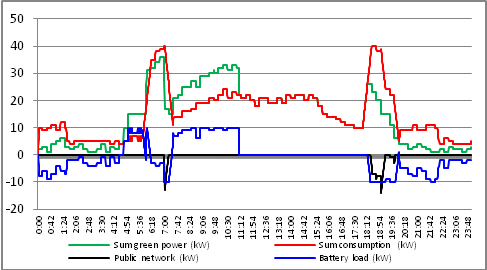 50
40
30
20
10
0
-10
-20
0:00 0:42 1:24 2:06 2:48 3:30 4:12 4:54 5:36 6:18 7:00 7:42 8:24 9:06 9:48 10:30 11:12 11:54 12:36 13:18 14:00 14:42 15:24 16:06 16:48 17:30 18:12 18:54 19:36 20:18 21:00 21:42 22:24 23:06 23:48
Sum green power (kW) Sum consumption (kW)
Public network (kW) Battery load (kW)